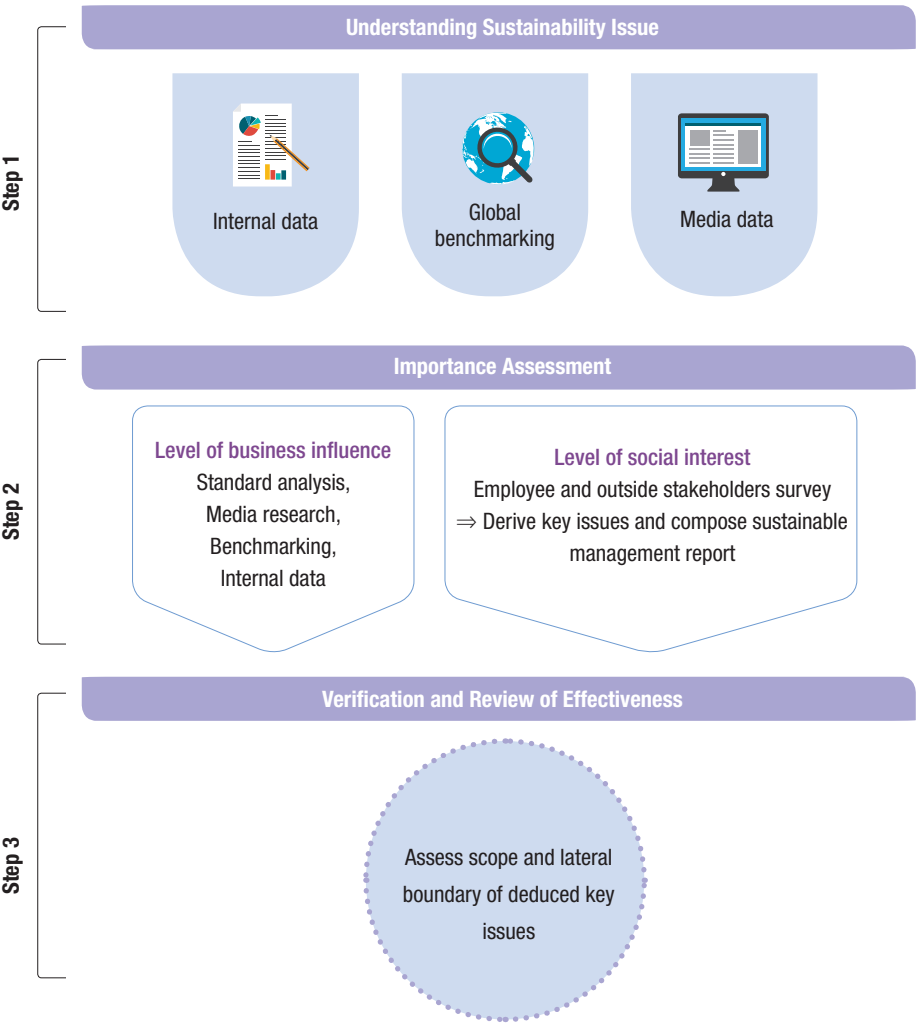 Step 1
Understanding Sustainability Issue
Internal data
Global
benchmarking
Media data
Step 2
Importance Assessment
Level of business influence
Standard analysis,
Media research,
Benchmarking,
Internal data
Level of social interest
Employee and outside stakeholders survey
⇒ Derive key issues and compose sustainable
management report
Step 3
Verification and Review of Effectiveness
Assess scope and lateral
boundary of deduced key
issues